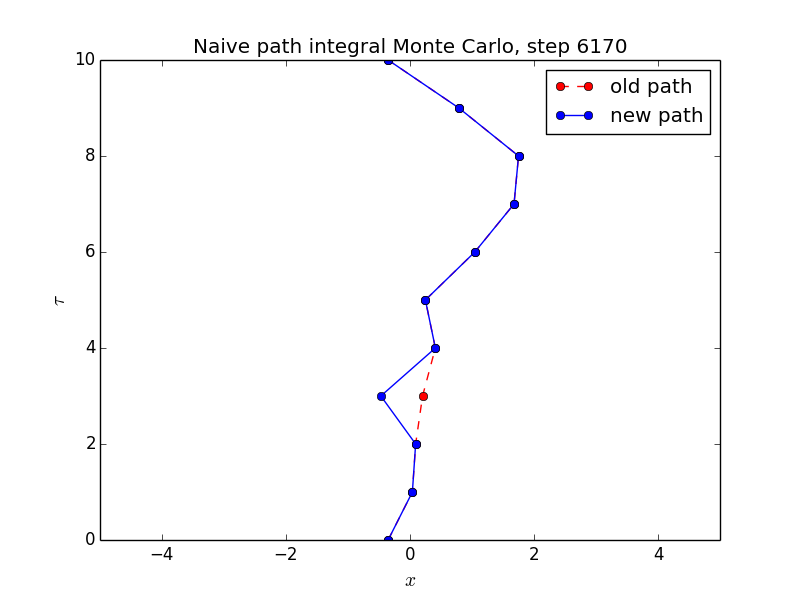 Naive path integral Monte Carlo, step 6170
old path
new path
10
8
6
4
2
0
τ
−4 −2 0 2 4
x